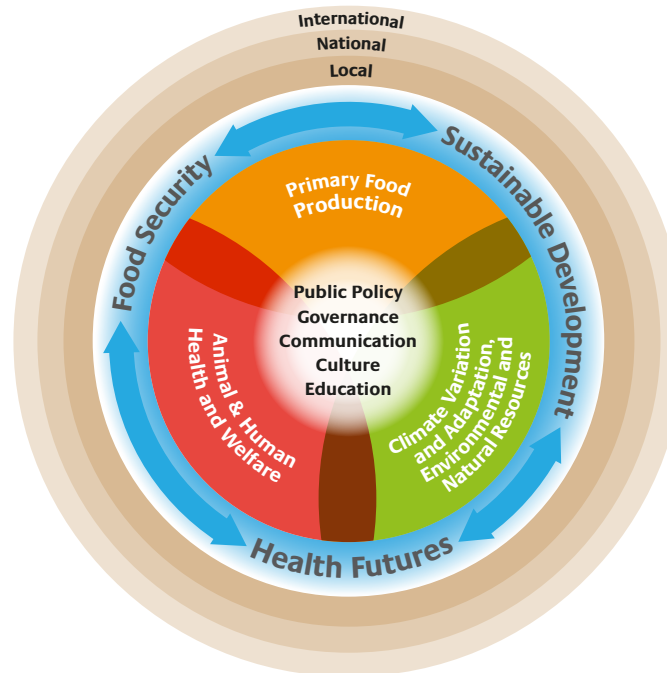 International
National
Local
Food Security
Sustainable Development
Primary Food
Production
Public Policy
Governance
Communication
Culture
Education
Animal & Human
Health and Welfare
Climate Variation
and Adaptation,
Environmental and
Natural Resources
Health Futures